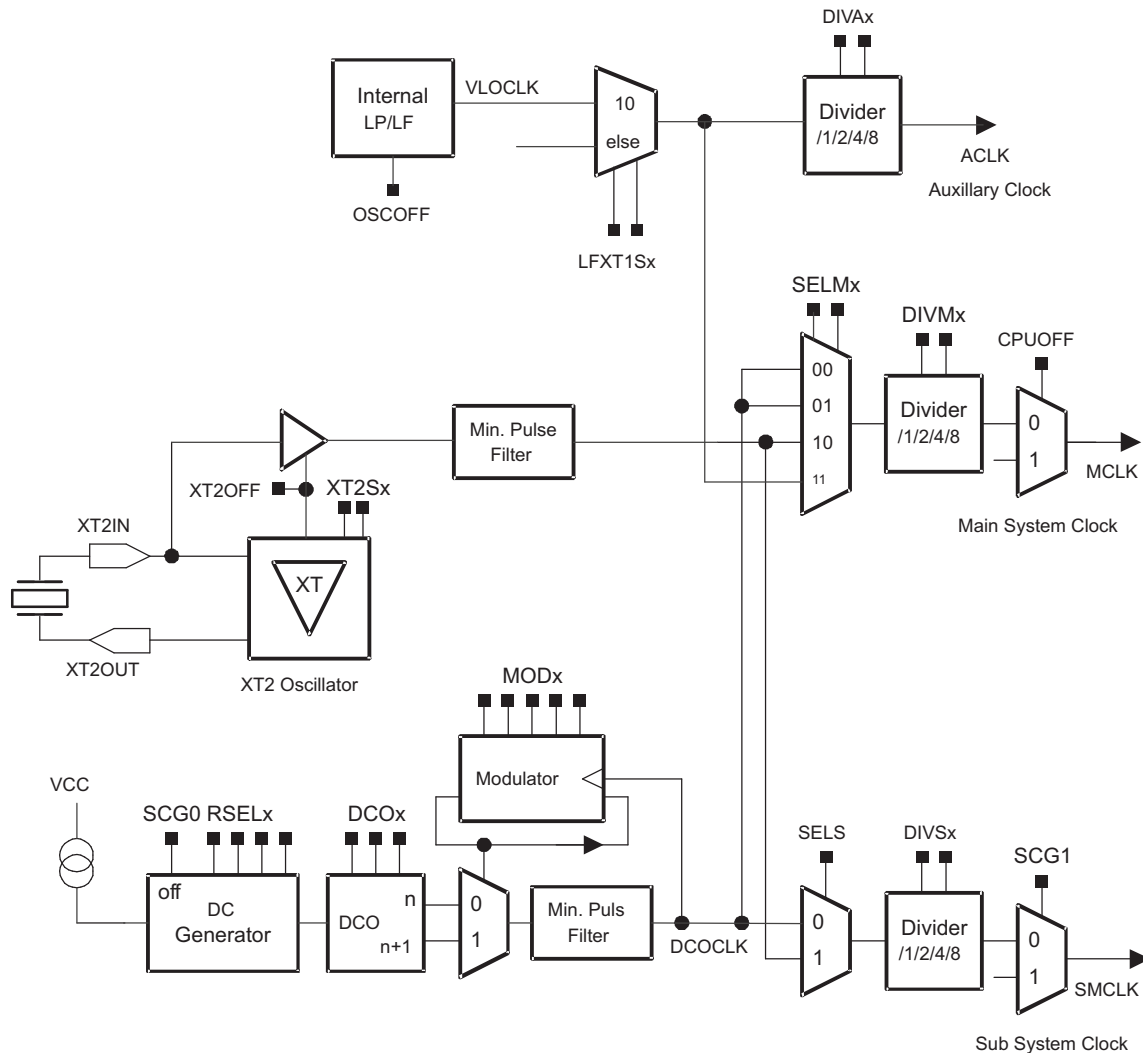 DIVAx
Internal
LP/LF
VLOCLK
10
else
Divider
/1/2/4/8
ACLK
Auxillary Clock
OSCOFF
LFXT1Sx
SELMx
DIVMx
CPUOFF
00
01
10
11
Divider
/1/2/4/8
0
1
MCLK
Main System Clock
Min. Pulse
Filter
XT2OFF
XT2Sx
XT2IN
XT
XT2OUT
XT2 Oscillator
MODx
Modulator
VCC
SCG0 RSELx
DCOx
off
DC
Generator
DCO
n
n+1
0
1
Min. Puls
Filter
DCOCLK
SELS
DIVSx
SCG1
0
1
Divider
/1/2/4/8
0
1
SMCLK
Sub System Clock